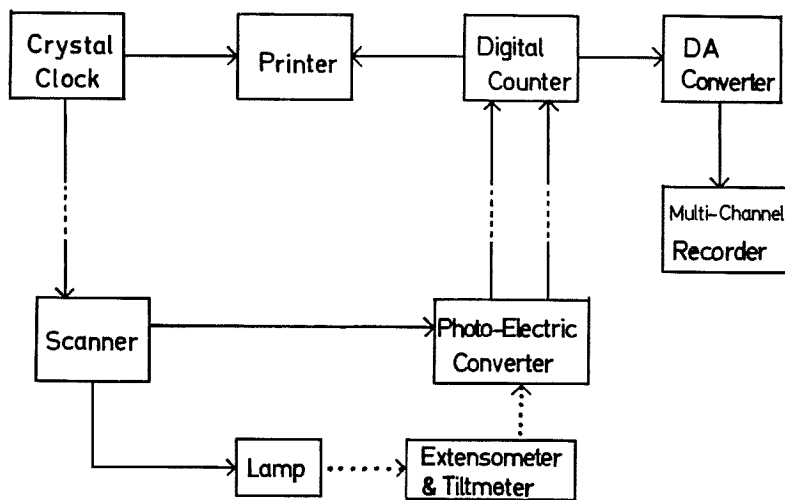 Crystal
Clock
Printer
Digital
Counter
DA
Converter
Multi-Channel
Recorder
Scanner
Photo-Electric
Converter
Lamp
Extensometer
& Tiltmeter